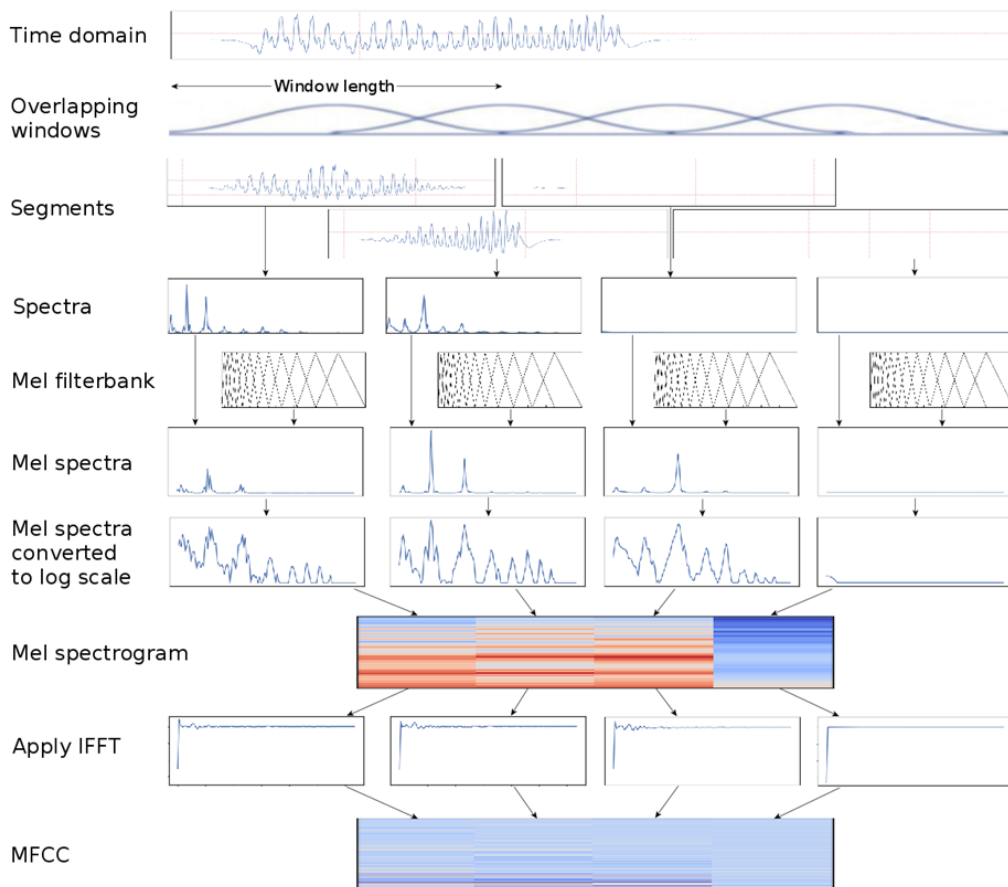 Time domain
Window length
Overlapping
windows
Segments
Spectra
Mel filterbank
Mel spectra
Mel spectra
converted
to log scale
Mel spectrogram
Apply IFFT
MFCC